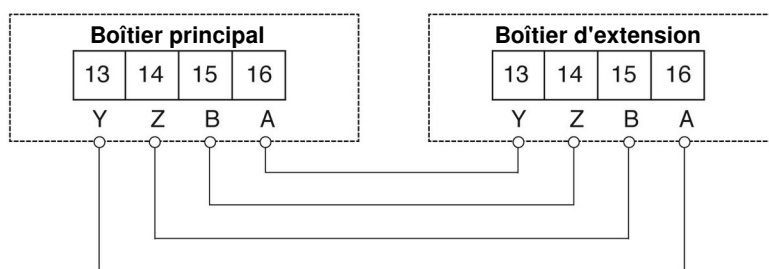 Boîtier principal Boîtier d'extension
13 14 15 16 13 14 15 16
Y Z B A Y Z B A